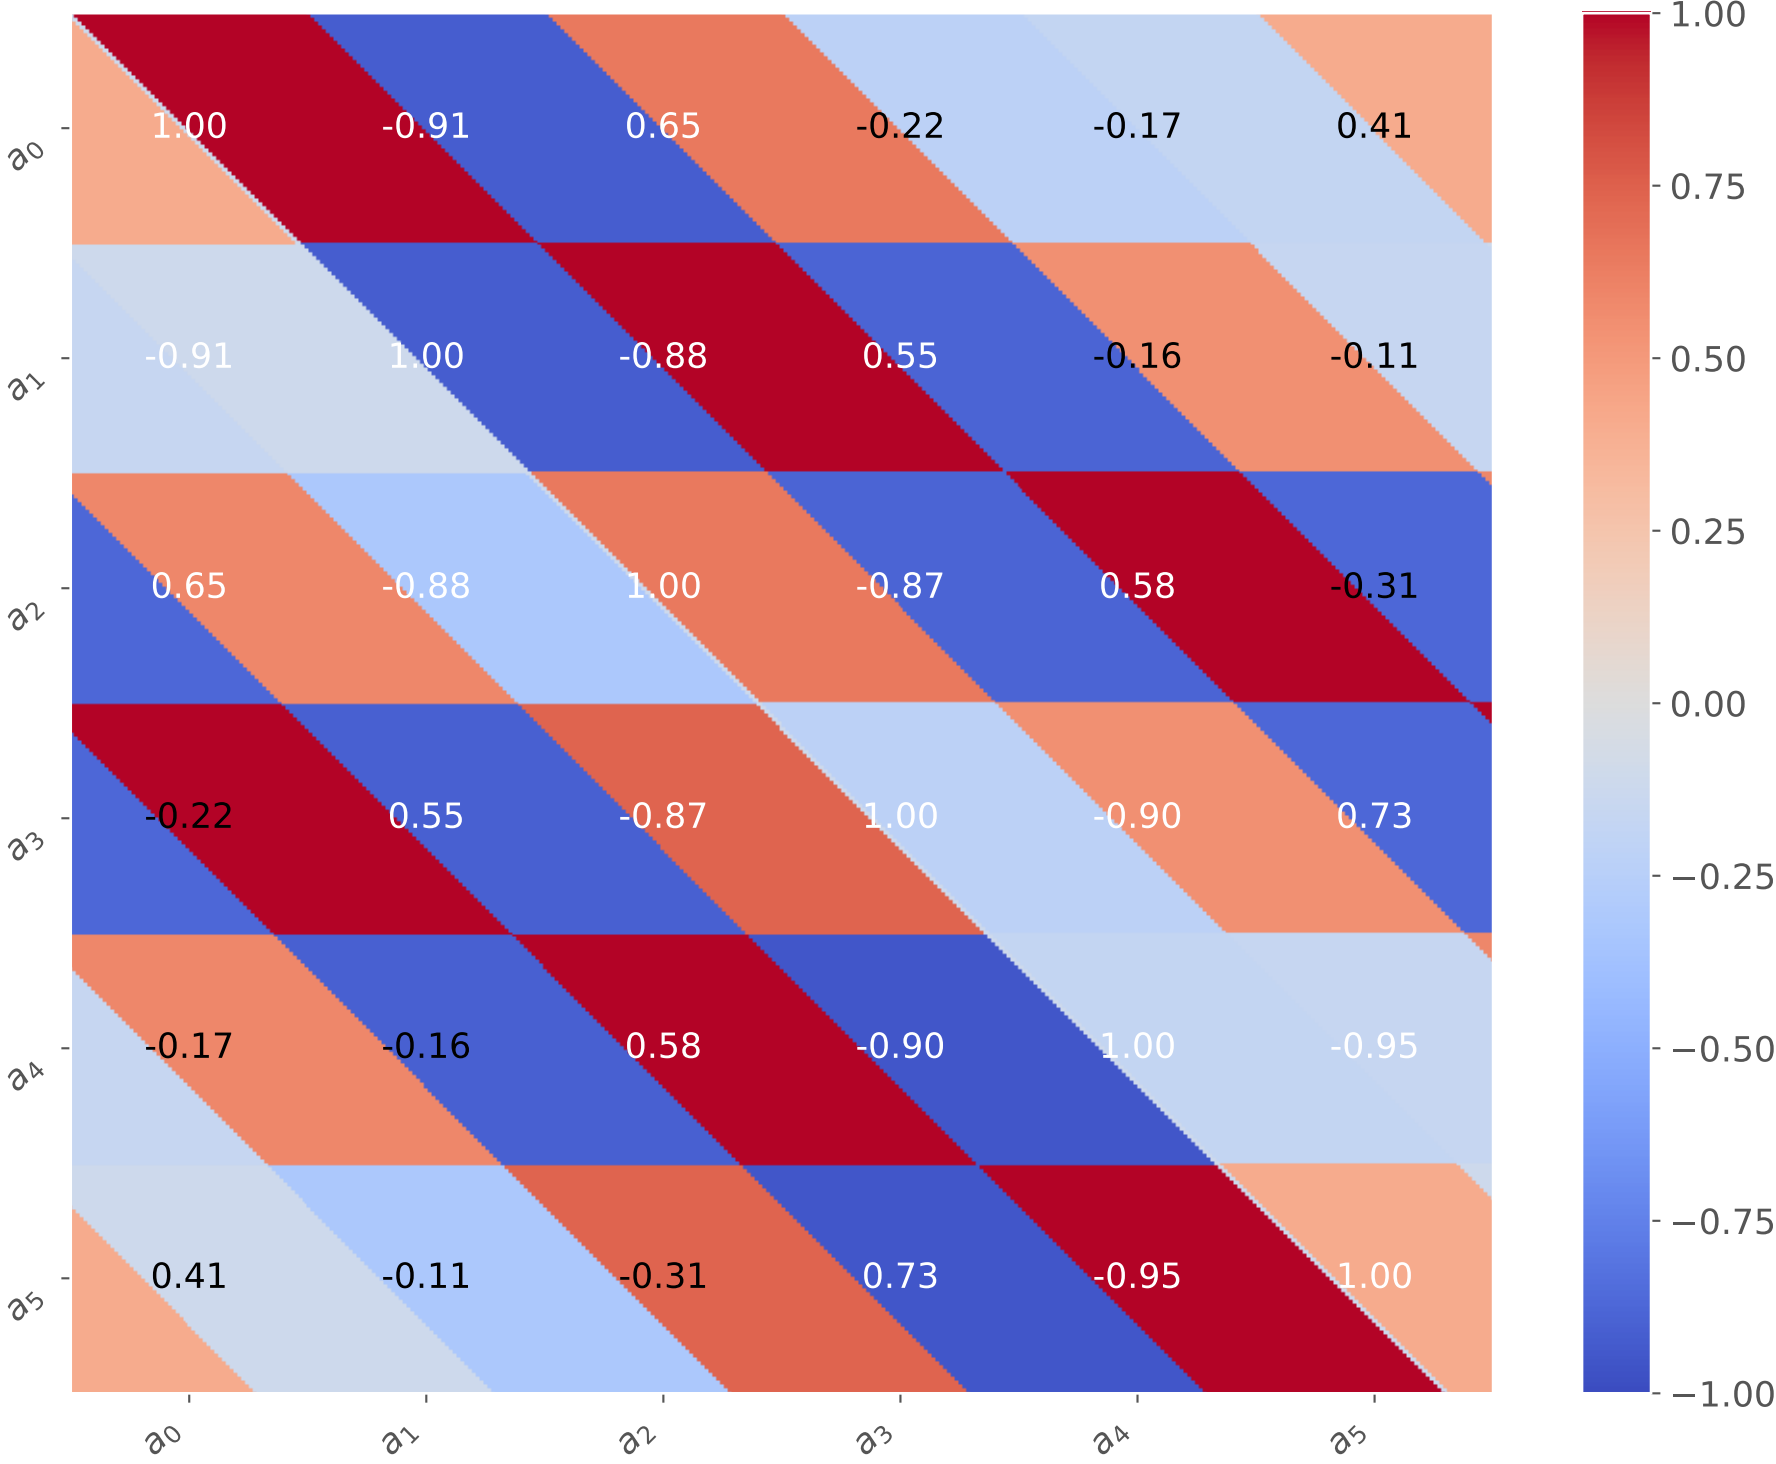 1.00
a₀ 1.00 -0.91 0.65 -0.22 -0.17 0.41
0.75
a₁ -0.91 1.00 -0.88 0.55 -0.16 -0.11
0.50
0.25
a₂ 0.65 -0.88 1.00 -0.87 0.58 -0.31
0.00
a₃ -0.22 0.55 -0.87 1.00 -0.90 0.73
−0.25
a₄ -0.17 -0.16 0.58 -0.90 1.00 -0.95
−0.50
−0.75
a₅ 0.41 -0.11 -0.31 0.73 -0.95 1.00
−1.00
a₀ a₁ a₂ a₃ a₄ a₅